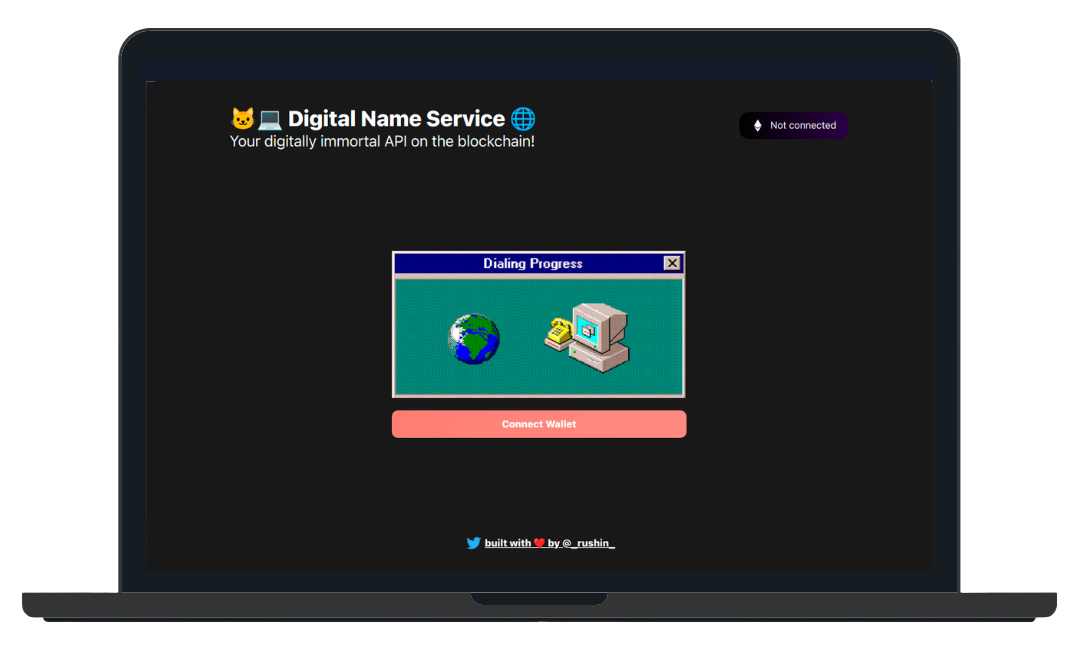 🐱💻 Digital Name Service 🌐
Your digitally immortal API on the blockchain!
Not connected
Dialing Progress
Connect Wallet
built with ❤️ by @_rushin_